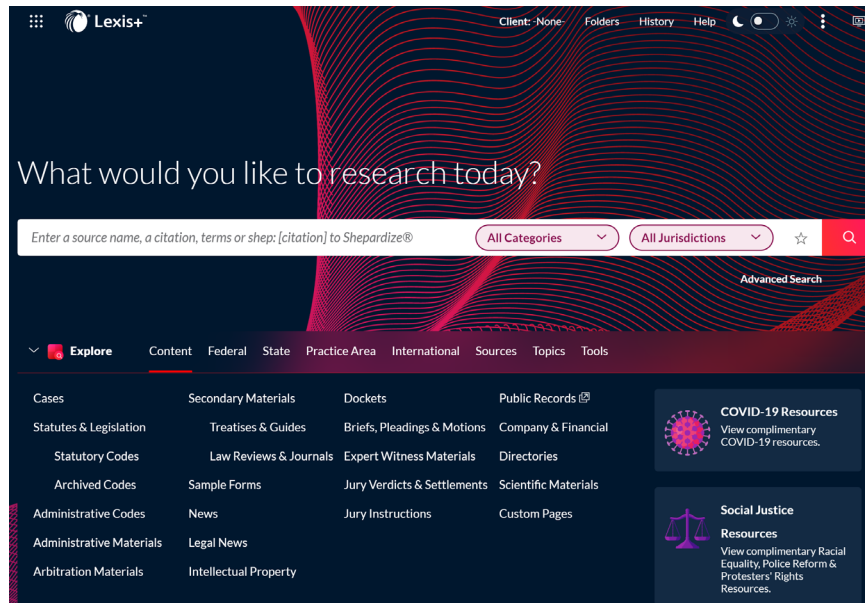 Lexis+™
Client: -None- Folders History Help
What would you like to research today?
Enter a source name, a citation, terms or shep: [citation] to Shepardize®
All Categories
All Jurisdictions
Advanced Search
Explore
Content Federal State Practice Area International Sources Topics Tools
Cases
Statutes & Legislation
Statutory Codes
Archived Codes
Administrative Codes
Administrative Materials
Arbitration Materials
Secondary Materials
Treatises & Guides
Law Reviews & Journals
Sample Forms
News
Legal News
Intellectual Property
Dockets
Briefs, Pleadings & Motions
Expert Witness Materials
Jury Verdicts & Settlements
Jury Instructions
Public Records
Company & Financial
Directories
Scientific Materials
Custom Pages
COVID-19 Resources
View complimentary
COVID-19 resources.
Social Justice
Resources
View complimentary Racial
Equality, Police Reform &
Protesters' Rights
Resources.